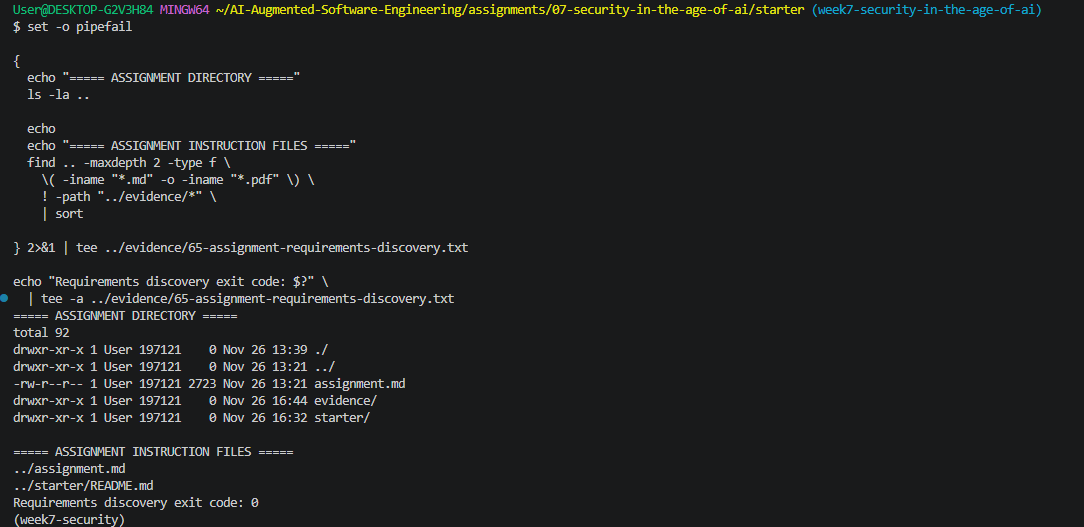 User@DESKTOP-G2V3H84 MINGW64 ~/AI-Augmented-Software-Engineering/assignments/07-security-in-the-age-of-ai/starter (week7-security-in-the-age-of-ai)
$ set -o pipefail

{
  echo "===== ASSIGNMENT DIRECTORY ====="
  ls -la ..

  echo
  echo "===== ASSIGNMENT INSTRUCTION FILES ====="
  find .. -maxdepth 2 -type f \
    \( -iname "*.md" -o -iname "*.pdf" \) \
    ! -path "../evidence/*" \
    | sort

} 2>&1 | tee ../evidence/65-assignment-requirements-discovery.txt

echo "Requirements discovery exit code: $?" \
  | tee -a ../evidence/65-assignment-requirements-discovery.txt
===== ASSIGNMENT DIRECTORY =====
total 92
drwxr-xr-x 1 User 197121    0 Nov 26 13:39 ./
drwxr-xr-x 1 User 197121    0 Nov 26 13:21 ../
-rw-r--r-- 1 User 197121 2723 Nov 26 13:21 assignment.md
drwxr-xr-x 1 User 197121    0 Nov 26 16:44 evidence/
drwxr-xr-x 1 User 197121    0 Nov 26 16:32 starter/

===== ASSIGNMENT INSTRUCTION FILES =====
../assignment.md
../starter/README.md
Requirements discovery exit code: 0
(week7-security)